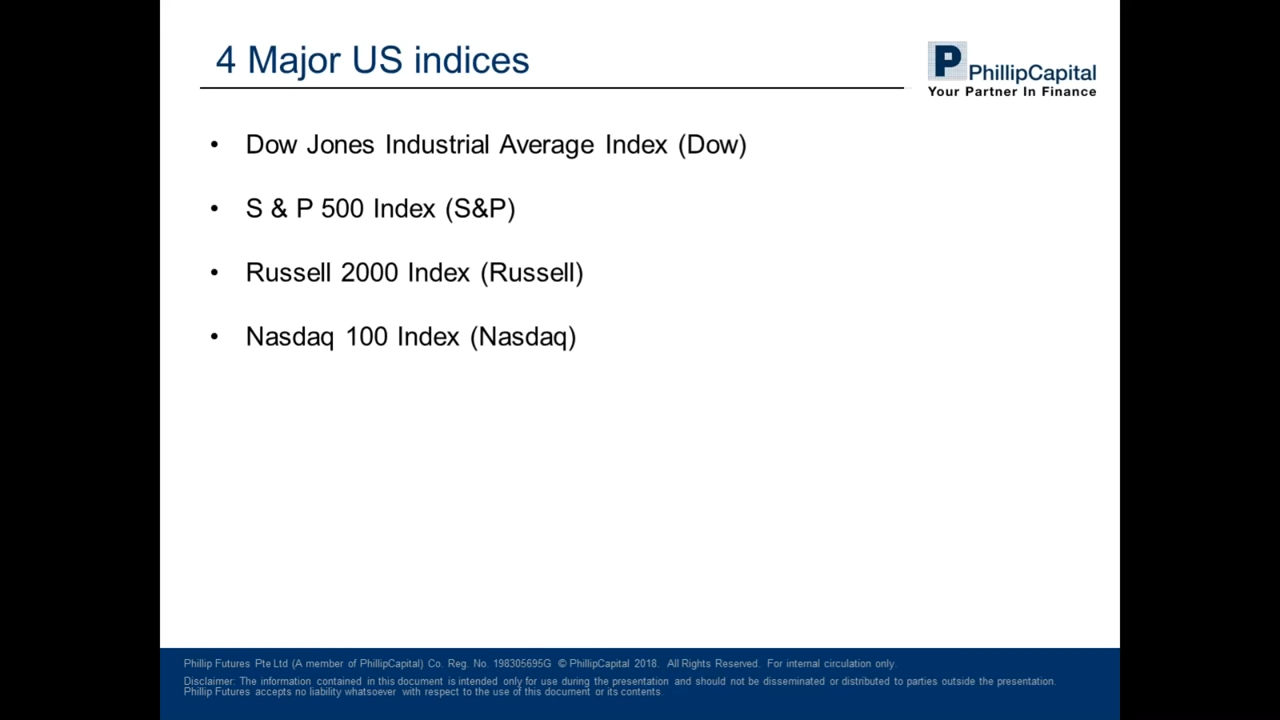 4 Major US indices
P PhillipCapital
Your Partner In Finance
• Dow Jones Industrial Average Index (Dow)
• S & P 500 Index (S&P)
• Russell 2000 Index (Russell)
• Nasdaq 100 Index (Nasdaq)
Phillip Futures Pte Ltd (A member of PhillipCapital) Co. Reg. No. 198305695G © PhillipCapital 2018. All Rights Reserved. For internal circulation only.
Disclaimer: The information contained in this document is intended only for use during the presentation and should not be disseminated or distributed to parties outside the presentation.
Phillip Futures accepts no liability whatsoever with respect to the use of this document or its contents.